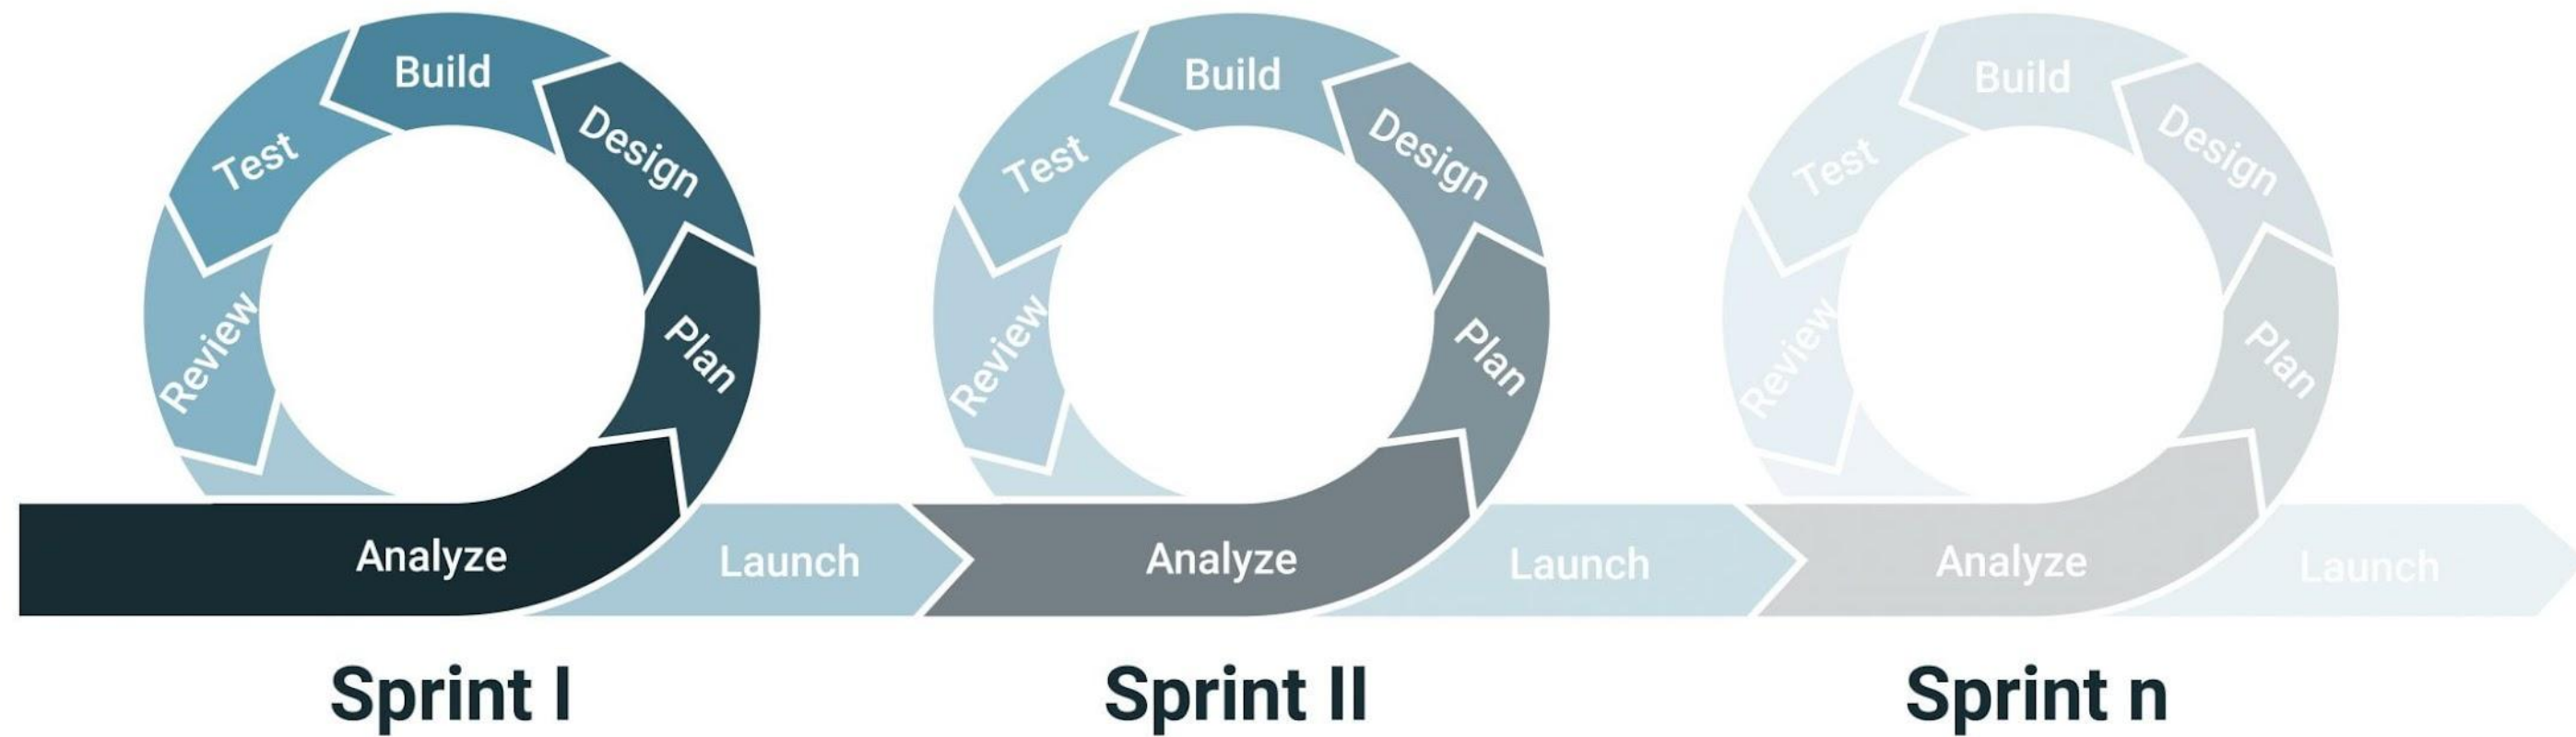 Build
Design
Test
Review
Plan
Analyze
Launch
Sprint I
Build
Design
Test
Review
Plan
Analyze
Launch
Sprint II
Build
Design
Test
Review
Plan
Analyze
Launch
Sprint n